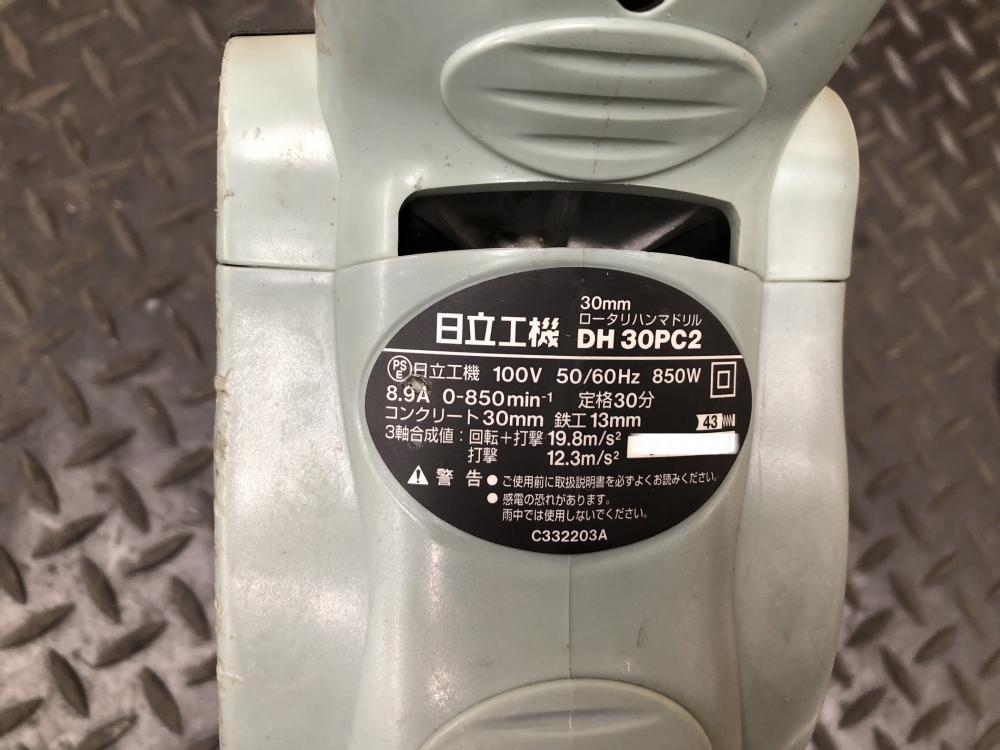 30mm
ロータリハンマドリル
日立工機 DH 30PC2
PSE 日立工機 100V 50/60Hz 850W
8.9A 0-850min⁻¹ 定格30分
コンクリート30mm 鉄工13mm 43
3軸合成値:回転+打撃 19.8m/s²
打撃 12.3m/s²
警告 ● ご使用前に取扱説明書を必ずよくお読みください。
● 感電の恐れがあります。
雨中では使用しないでください。
C332203A